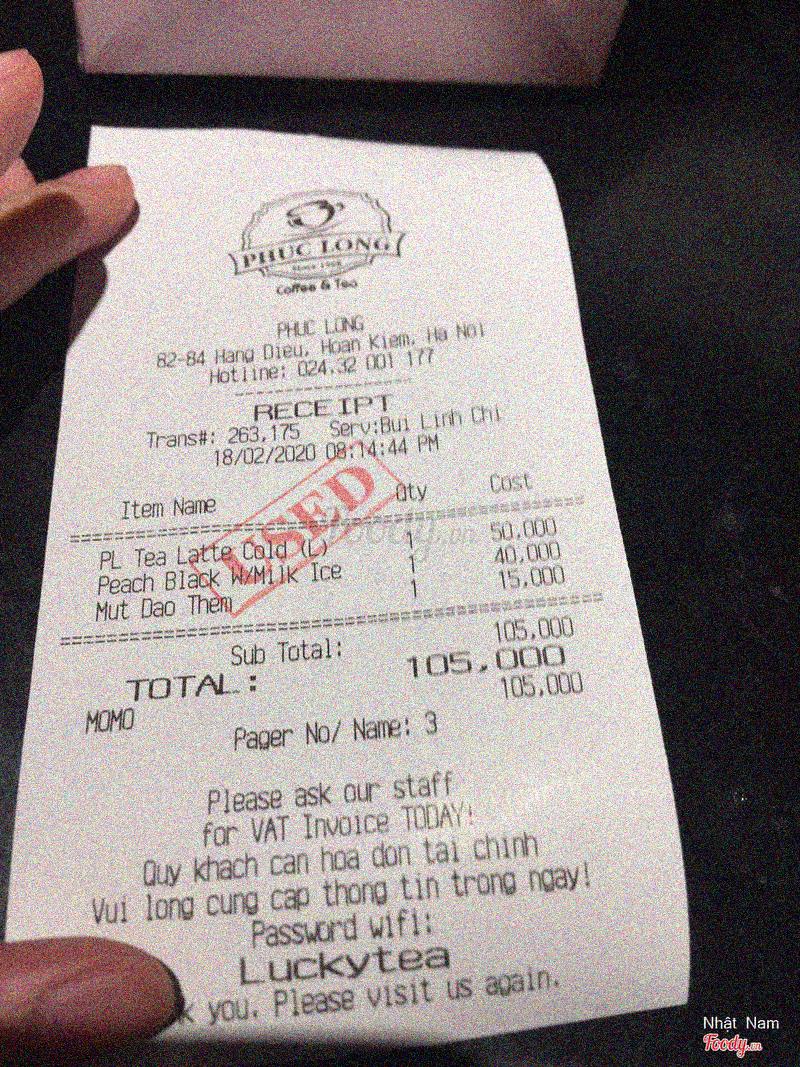 PHUC LONG
Since 1968
Coffee & Tea
PHUC LONG
82-84 Hang Dieu, Hoan Kiem, Ha Noi
Hotline: 024.32 001 177
RECEIPT
Trans#: 263,175 Serv:Bui Linh Chi
18/02/2020 08:14:44 PM
USED
Item Name Qty Cost
Foody.vn
PL Tea Latte Cold (L) 1 50,000
Peach Black W/Milk Ice 1 40,000
Mut Dao Them 1 15,000
Sub Total: 105,000
TOTAL: 105,000
MOMO 105,000
Pager No/ Name: 3
Please ask our staff
for VAT Invoice TODAY!
Quy khach can hoa don tai chinh
Vui long cung cap thong tin trong ngay!
Password wifi:
Luckytea
k you. Please visit us again.
Nhật Nam
Foody.vn